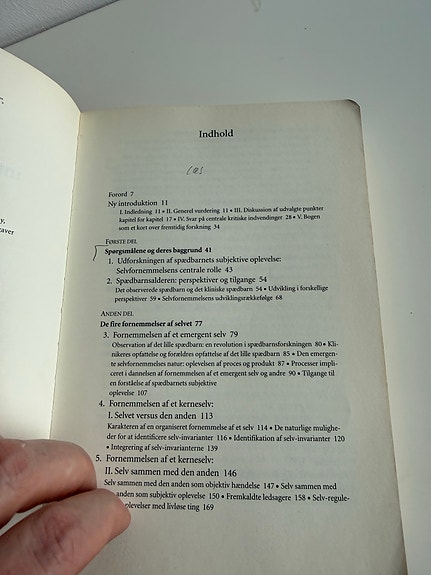 Indhold
Forord 7
Ny introduktion 11
I. Indledning 11 • II. Generel vurdering 11 • III. Diskussion af udvalgte punkter
kapitel for kapitel 17 • IV. Svar på centrale kritiske indvendinger 28 • V. Bogen
som et kort over fremtidig forskning 34
FØRSTE DEL
Spørgsmålene og deres baggrund 41
1. Udforskningen af spædbarnets subjektive oplevelse:
Selvfornemmelsens centrale rolle 43
2. Spædbarnsalderen: perspektiver og tilgange 54
Det observerede spædbarn og det kliniske spædbarn 54 • Udvikling i forskellige
perspektiver 59 • Selvfornemmelsens udviklingsrækkefølge 68
ANDEN DEL
De fire fornemmelser af selvet 77
3. Fornemmelsen af et emergent selv 79
Observation af det lille spædbarn: en revolution i spædbarnsforskningen 80 • Kli-
nikeres opfattelse og forældres opfattelse af det lille spædbarn 85 • Den emergen-
te selvfornemmelses natur: oplevelsen af proces og produkt 87 • Processer impli-
ceret i dannelsen af fornemmelsen af et emergent selv og andre 90 • Tilgange til
en forståelse af spædbarnets subjektive
oplevelse 107
4. Fornemmelsen af et kerneselv:
I. Selvet versus den anden 113
Karakteren af en organiseret fornemmelse af et selv 114 • De naturlige mulighe-
der for at identificere selv-invarianter 116 • Identifikation af selv-invarianter 120
• Integrering af selv-invarianterne 139
5. Fornemmelsen af et kerneselv:
II. Selv sammen med den anden 146
Selv sammen med den anden som objektiv hændelse 147 • Selv sammen med
anden som subjektiv oplevelse 150 • Fremkaldte ledsagere 158 • Selv-regule-
oplevelser med livløse ting 169